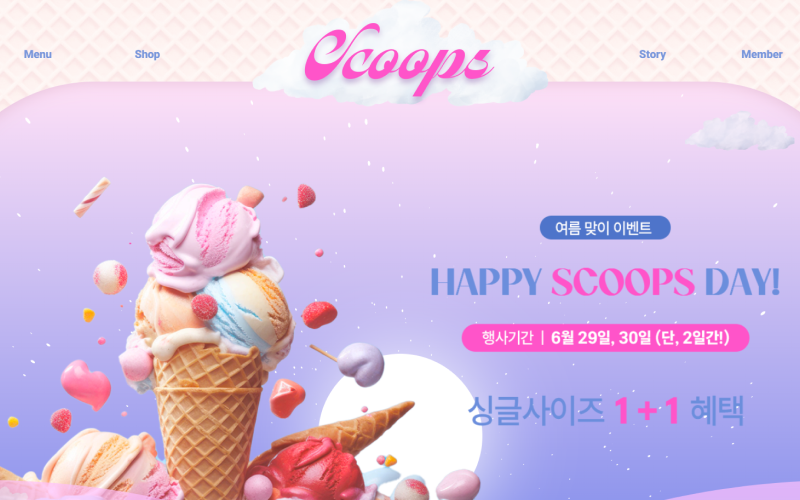 Menu
Shop
Scoops
Story
Member
여름 맞이 이벤트
HAPPY SCOOPS DAY!
행사기간 | 6월 29일, 30일 (단, 2일간!)
싱글사이즈 1+1 혜택